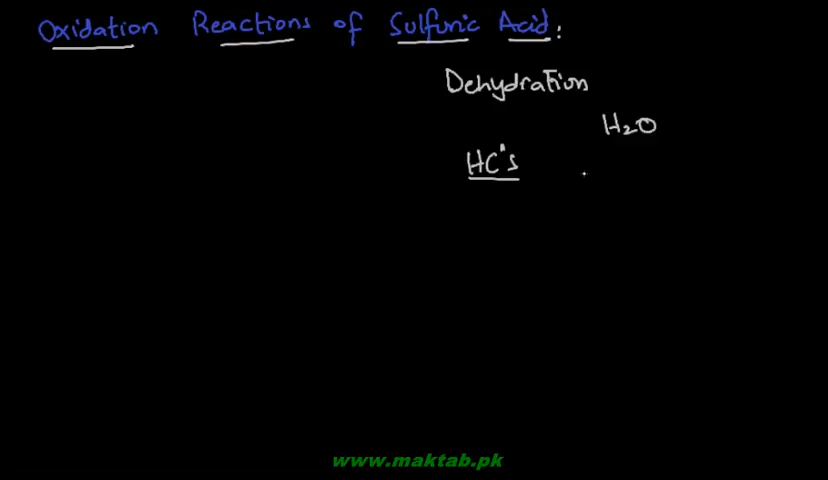 Oxidation Reactions of Sulfuric Acid:
Dehydration
H2O
HC's
www.maktab.pk